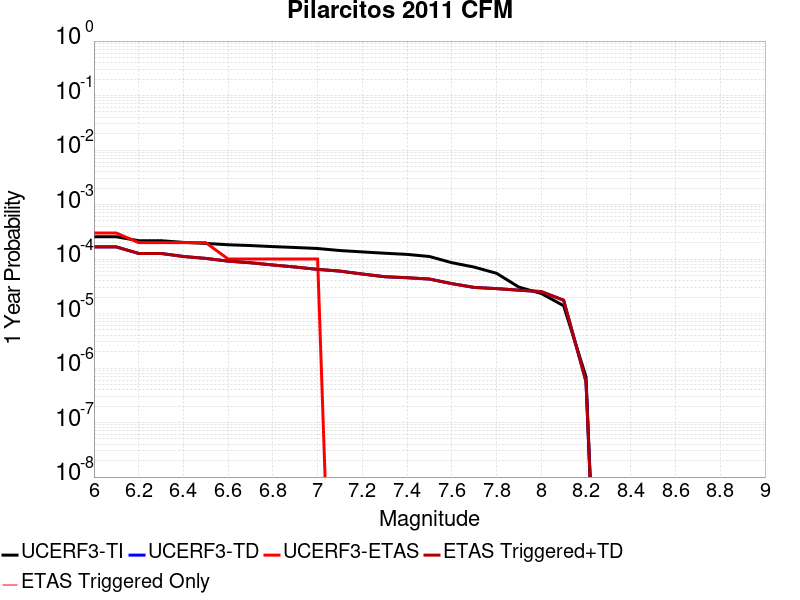 Pilarcitos 2011 CFM
10^0
10^-1
10^-2
10^-3
10^-4
10^-5
10^-6
10^-7
10^-8
1 Year Probability
6 6.2 6.4 6.6 6.8 7 7.2 7.4 7.6 7.8 8 8.2 8.4 8.6 8.8 9
Magnitude
UCERF3-TI UCERF3-TD UCERF3-ETAS ETAS Triggered+TD
ETAS Triggered Only